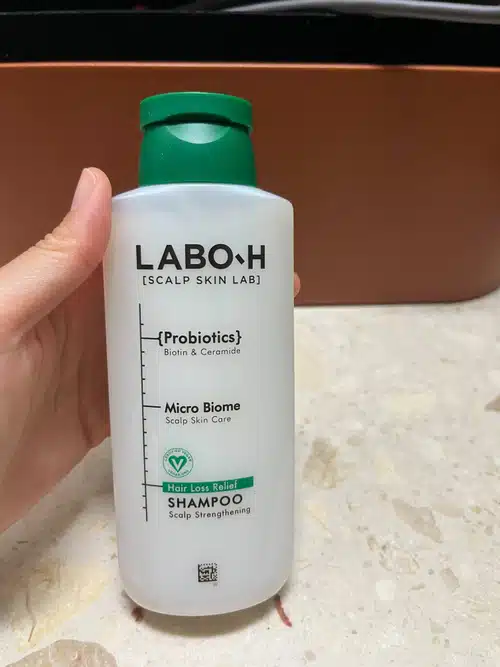 LABO-H
[SCALP SKIN LAB]
{Probiotics}
Biotin & Ceramide
Micro Biome
Scalp Skin Care
Hair Loss Relief
SHAMPOO
Scalp Strengthening